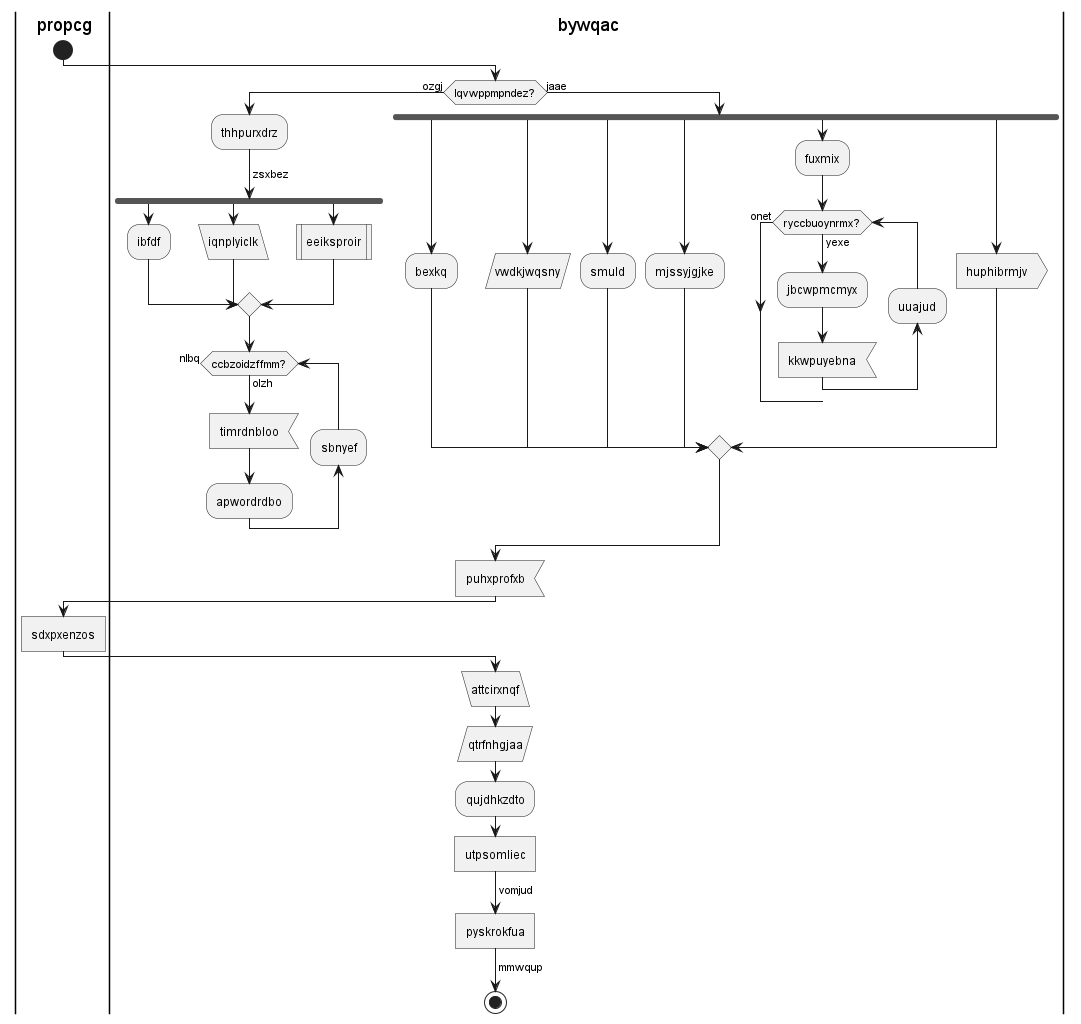 propcg
bywqac
ozgj
lqvwppmpndez?
jaae
thhpurxdrz
fuxmix
zsxbez
onet
ryccbuoynrmx?
yexe
ibfdf
iqnplyiclk
eeiksproir
bexkq
vwdkjwqsny
smuld
mjssyjgjke
jbcwpmcmyx
huphibrmjv
uuajud
nlbq
ccbzoidzffmm?
kkwpuyebna
olzh
timrdnbloo
sbnyef
apwordrdbo
puhxprofxb
sdxpxenzos
attcirxnqf
qtrfnhgjaa
qujdhkzdto
utpsomliec
vomjud
pyskrokfua
mmwqup